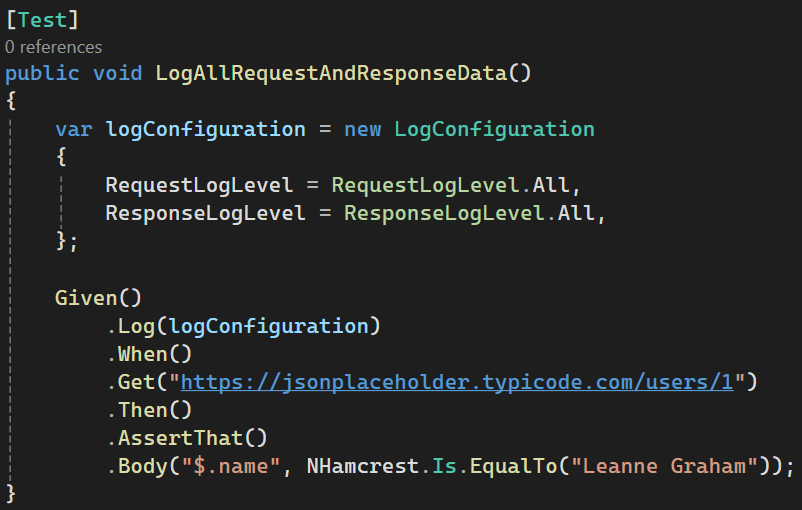 [Test]
0 references
public void LogAllRequestAndResponseData()
{
    var logConfiguration = new LogConfiguration
    {
        RequestLogLevel = RequestLogLevel.All,
        ResponseLogLevel = ResponseLogLevel.All,
    };

    Given()
        .Log(logConfiguration)
        .When()
        .Get("https://jsonplaceholder.typicode.com/users/1")
        .Then()
        .AssertThat()
        .Body("$.name", NHamcrest.Is.EqualTo("Leanne Graham"));
}